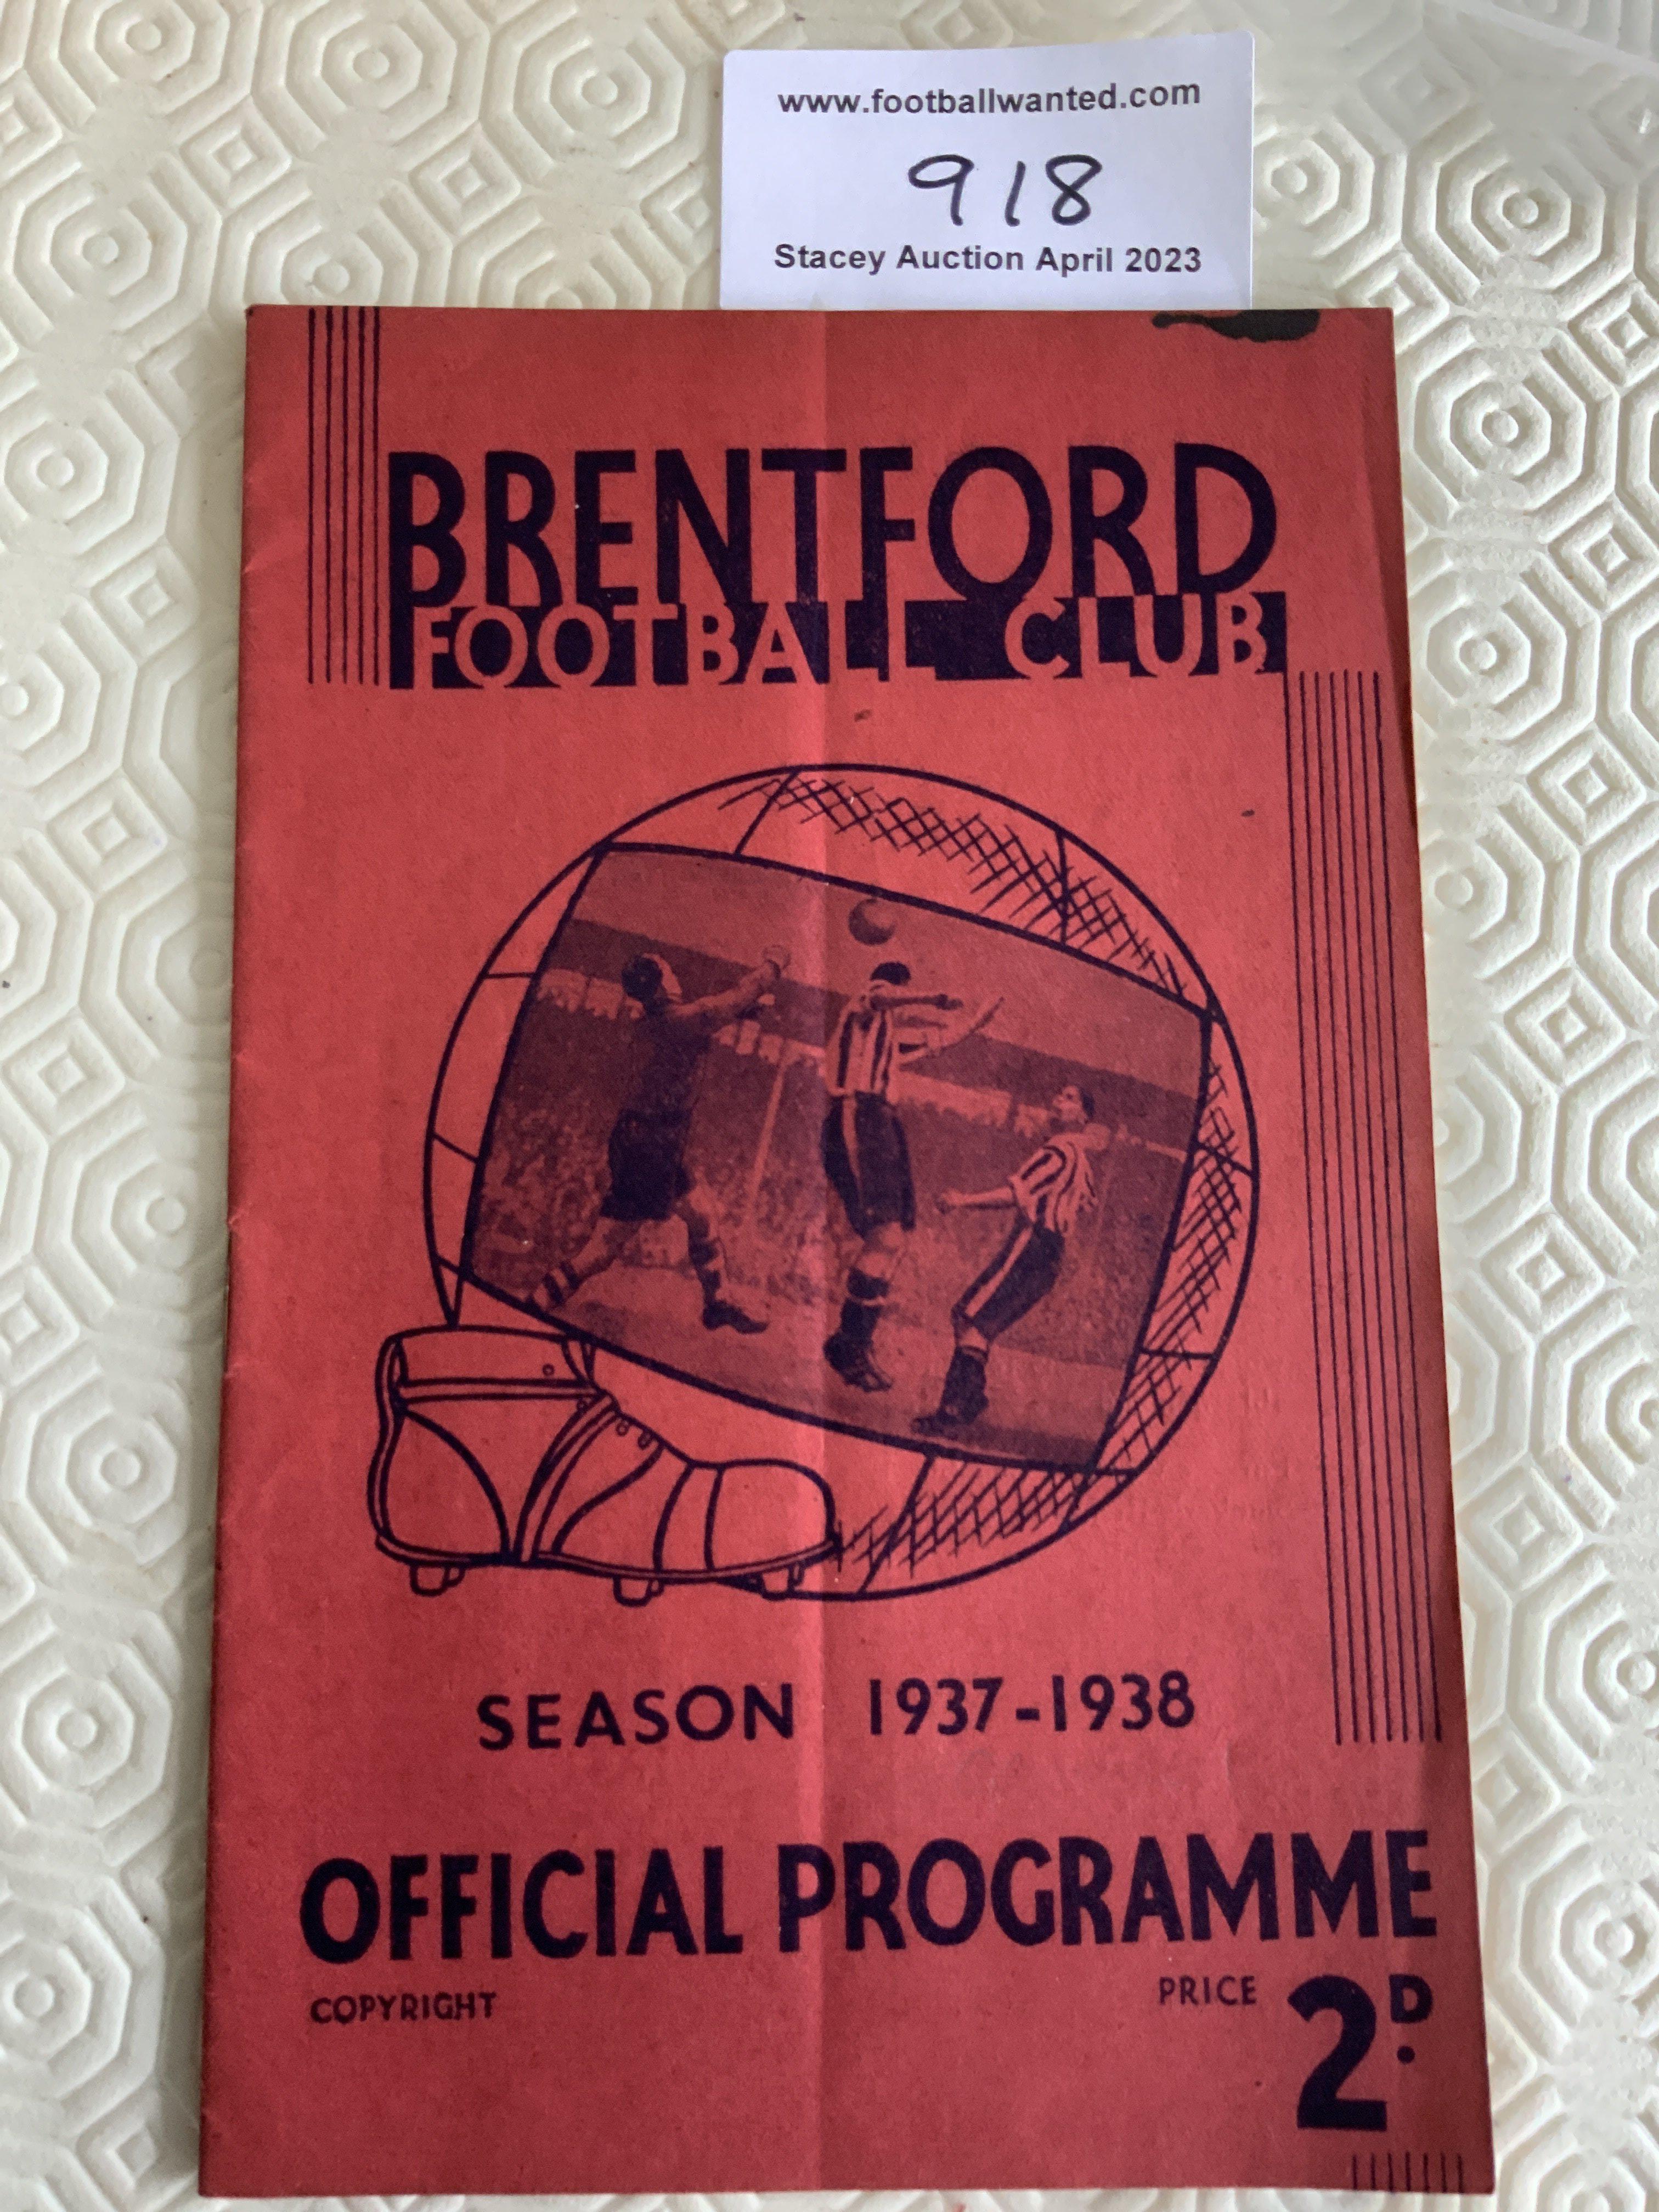 www.footballwanted.com
918
Stacey Auction April 2023
BRENTFORD
FOOTBALL CLUB
SEASON 1937-1938
OFFICIAL PROGRAMME
COPYRIGHT
PRICE 2D.